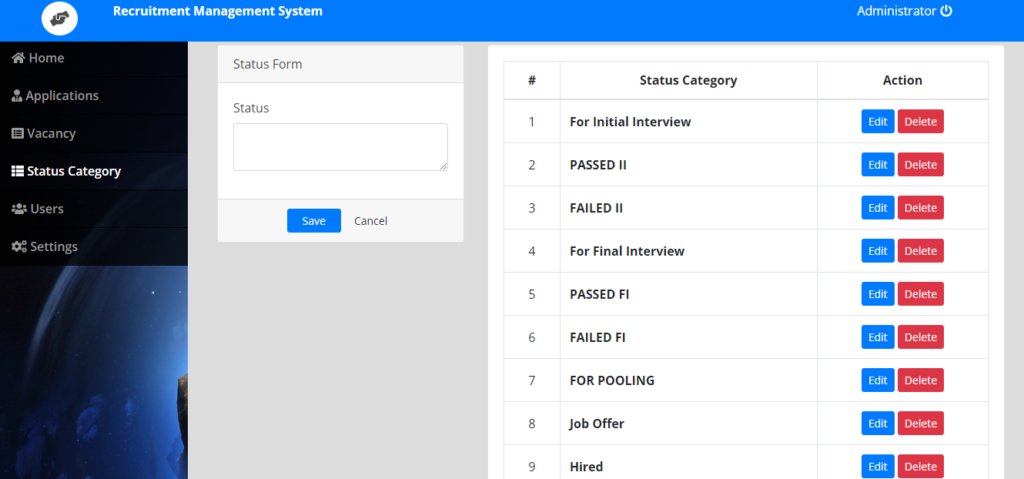 Recruitment Management System
Administrator
Home
Applications
Vacancy
Status Category
Users
Settings
Status Form
Status
Save Cancel
# Status Category Action
1 For Initial Interview Edit Delete
2 PASSED II Edit Delete
3 FAILED II Edit Delete
4 For Final Interview Edit Delete
5 PASSED FI Edit Delete
6 FAILED FI Edit Delete
7 FOR POOLING Edit Delete
8 Job Offer Edit Delete
9 Hired Edit Delete